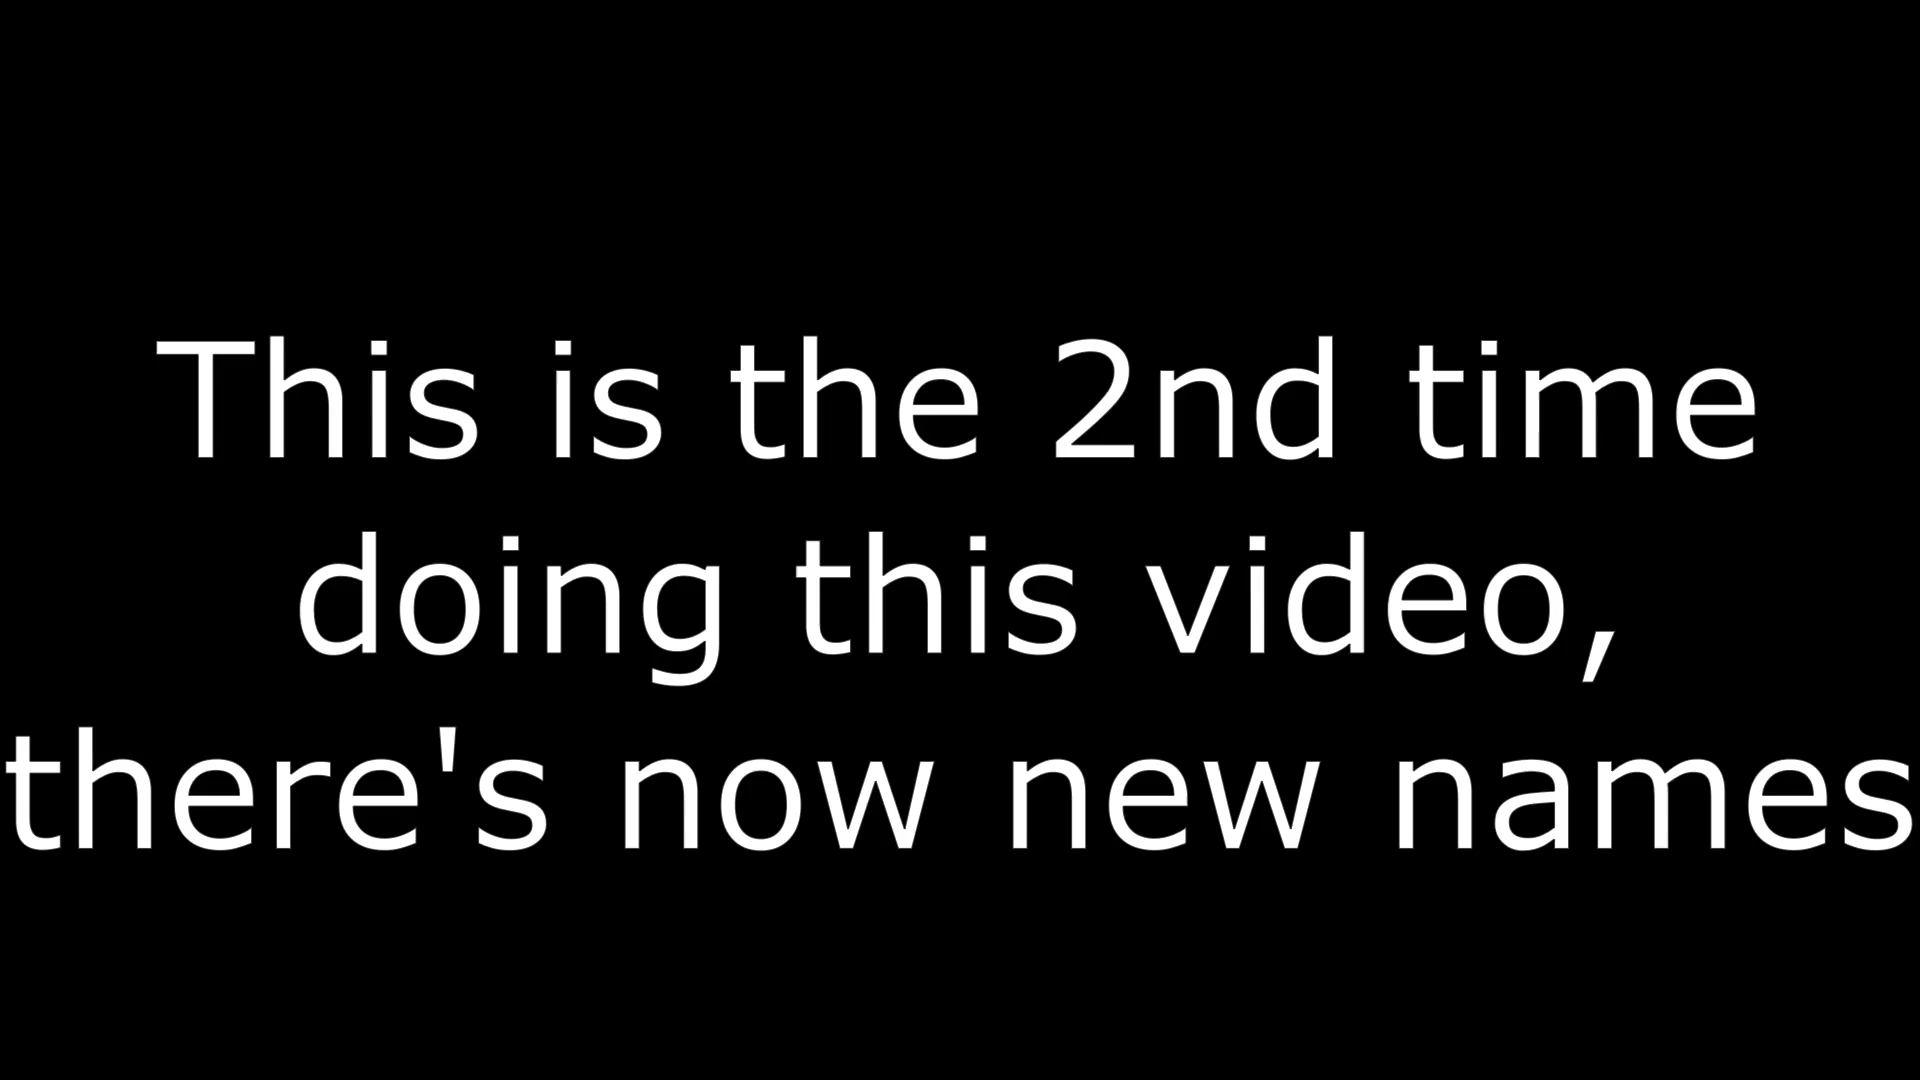 This is the 2nd time
doing this video,
there's now new names